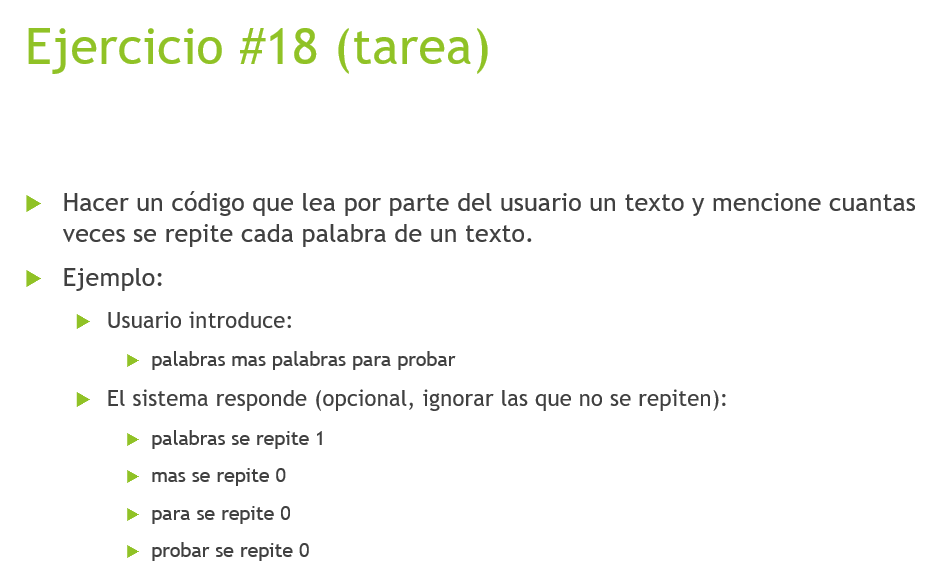 Ejercicio #18 (tarea)
Hacer un código que lea por parte del usuario un texto y mencione cuantas
veces se repite cada palabra de un texto.
Ejemplo:
Usuario introduce:
palabras mas palabras para probar
El sistema responde (opcional, ignorar las que no se repiten):
palabras se repite 1
mas se repite 0
para se repite 0
probar se repite 0